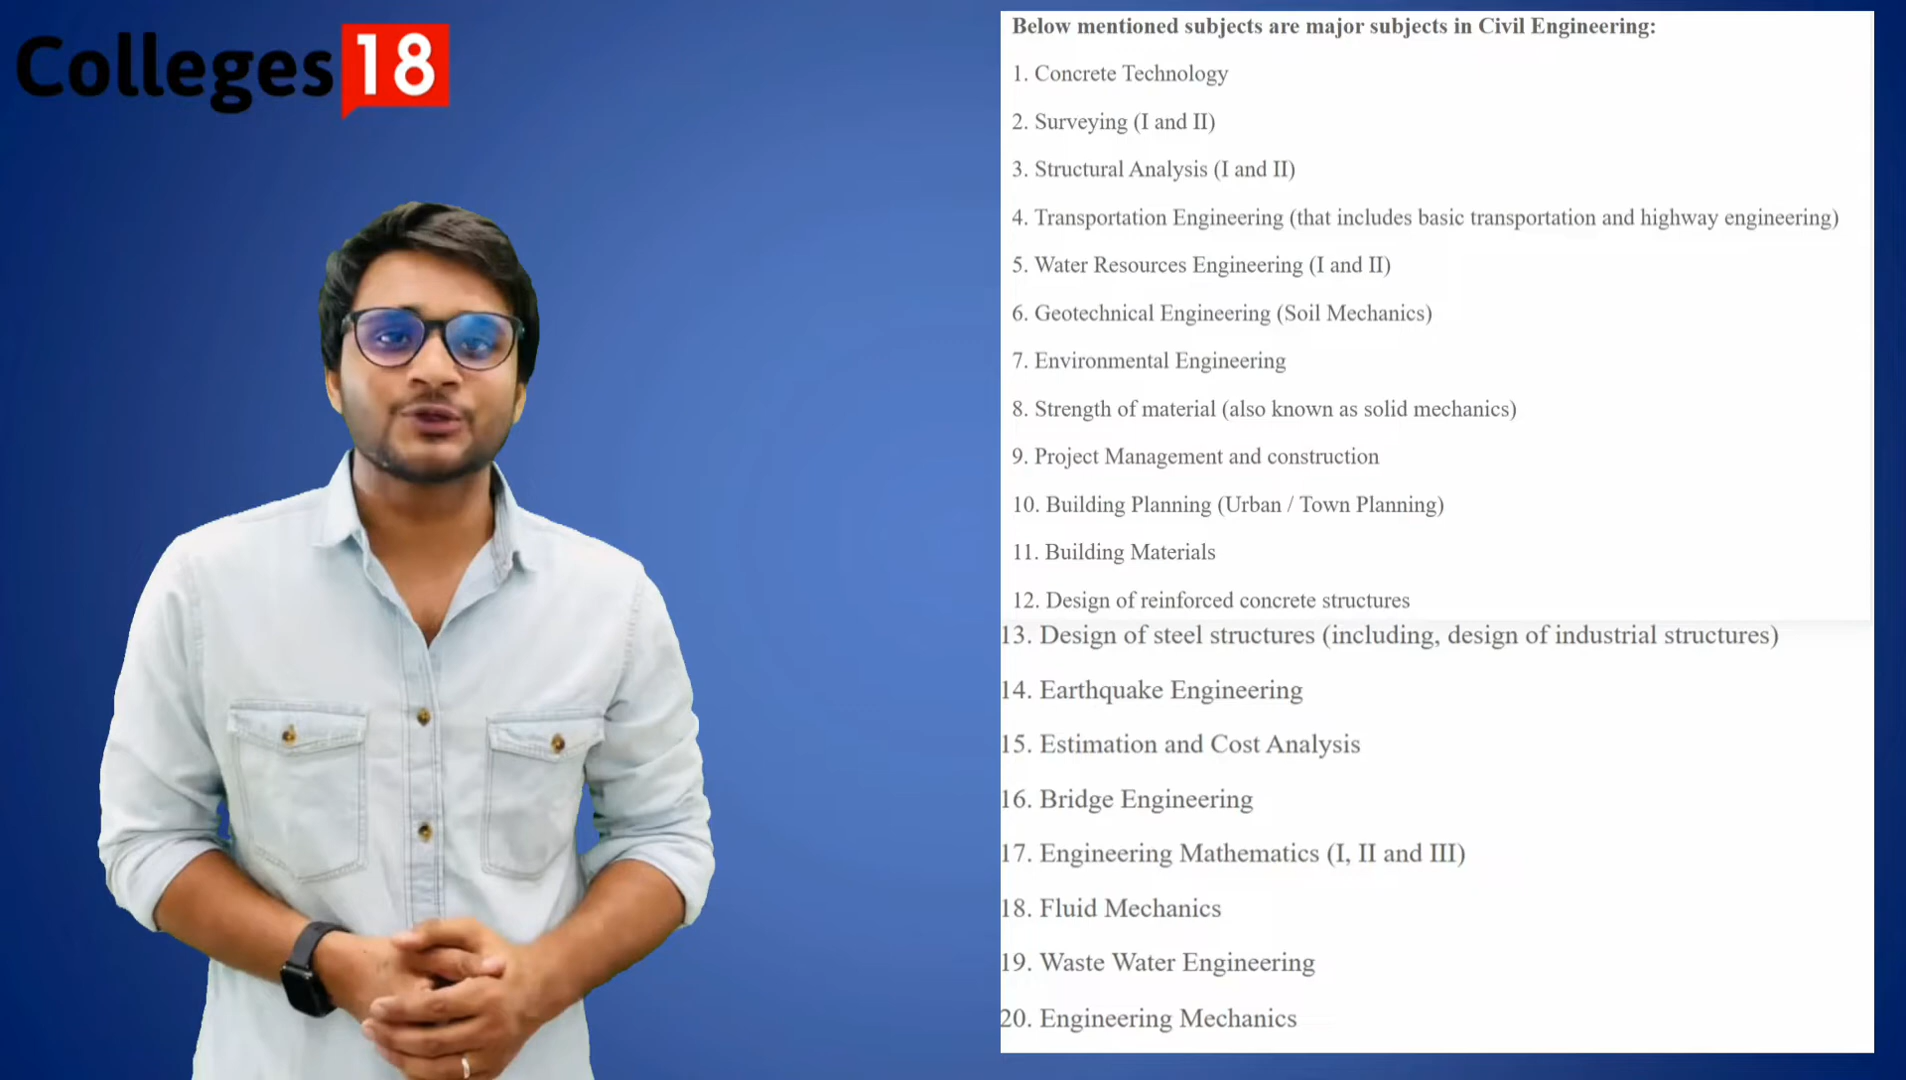 Colleges 18
Below mentioned subjects are major subjects in Civil Engineering:
1. Concrete Technology
2. Surveying (I and II)
3. Structural Analysis (I and II)
4. Transportation Engineering (that includes basic transportation and highway engineering)
5. Water Resources Engineering (I and II)
6. Geotechnical Engineering (Soil Mechanics)
7. Environmental Engineering
8. Strength of material (also known as solid mechanics)
9. Project Management and construction
10. Building Planning (Urban / Town Planning)
11. Building Materials
12. Design of reinforced concrete structures
13. Design of steel structures (including, design of industrial structures)
14. Earthquake Engineering
15. Estimation and Cost Analysis
16. Bridge Engineering
17. Engineering Mathematics (I, II and III)
18. Fluid Mechanics
19. Waste Water Engineering
20. Engineering Mechanics